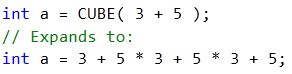 int a = CUBE( 3 + 5 );
// Expands to:
int a = 3 + 5 * 3 + 5 * 3 + 5;